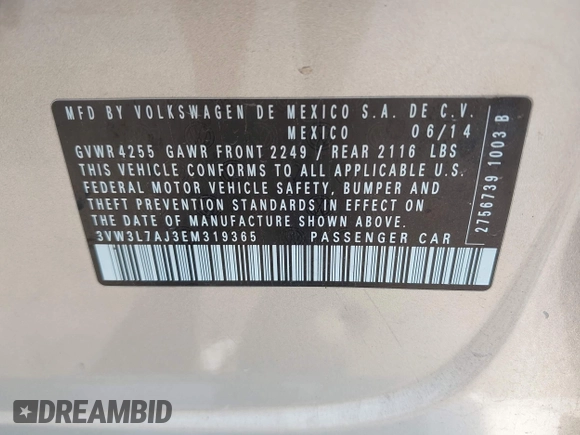 MFD BY VOLKSWAGEN DE MEXICO S.A. DE C.V.
MEXICO 06/14
GVWR 4255 GAWR FRONT 2249 / REAR 2116 LBS
THIS VEHICLE CONFORMS TO ALL APPLICABLE U.S.
FEDERAL MOTOR VEHICLE SAFETY, BUMPER AND
THEFT PREVENTION STANDARDS IN EFFECT ON
THE DATE OF MANUFACTURE SHOWN ABOVE.
3VW3L7AJ3EM319365 PASSENGER CAR
2756739 1003 B
DREAMBID